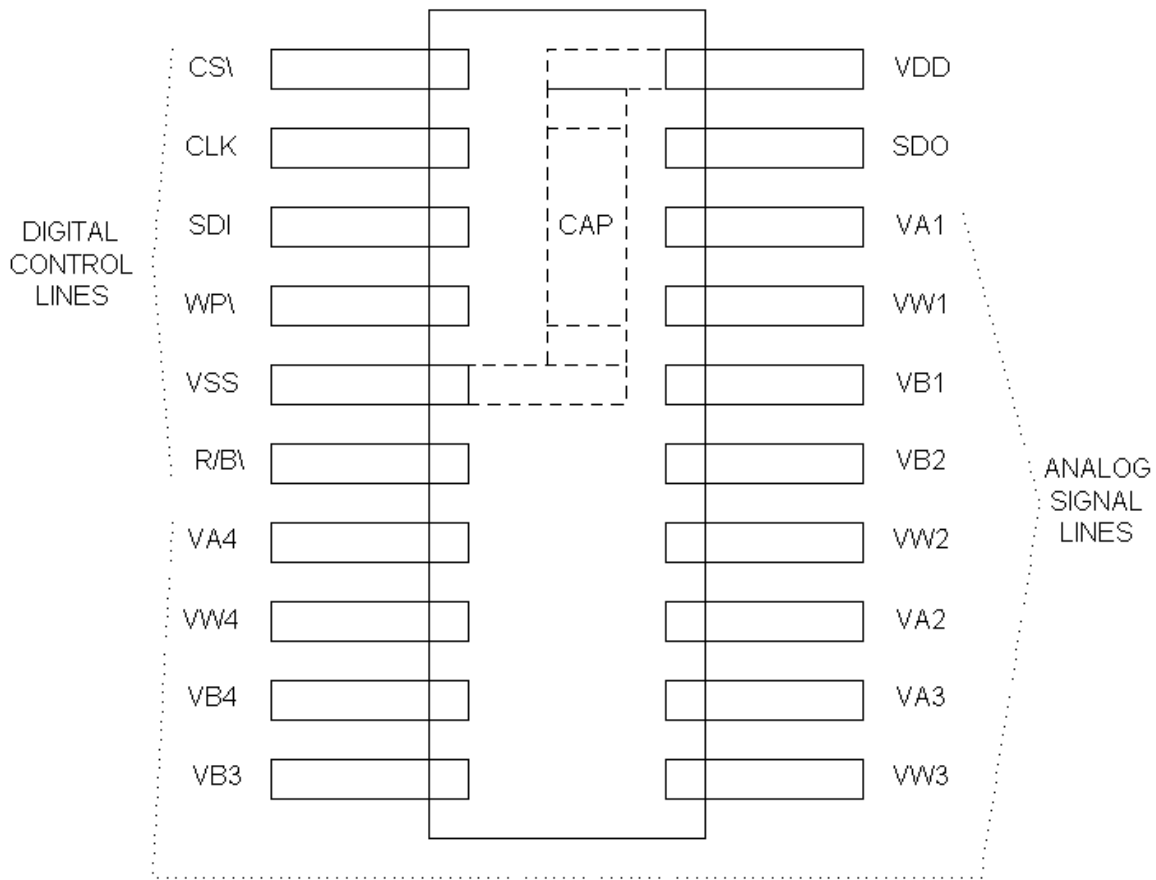 CS\
VDD
CLK
SDO
SDI
CAP
VA1
DIGITAL
CONTROL
LINES
WP\
VW1
VSS
VB1
R/B\
VB2
ANALOG
SIGNAL
LINES
VA4
VW2
VW4
VA2
VB4
VA3
VB3
VW3